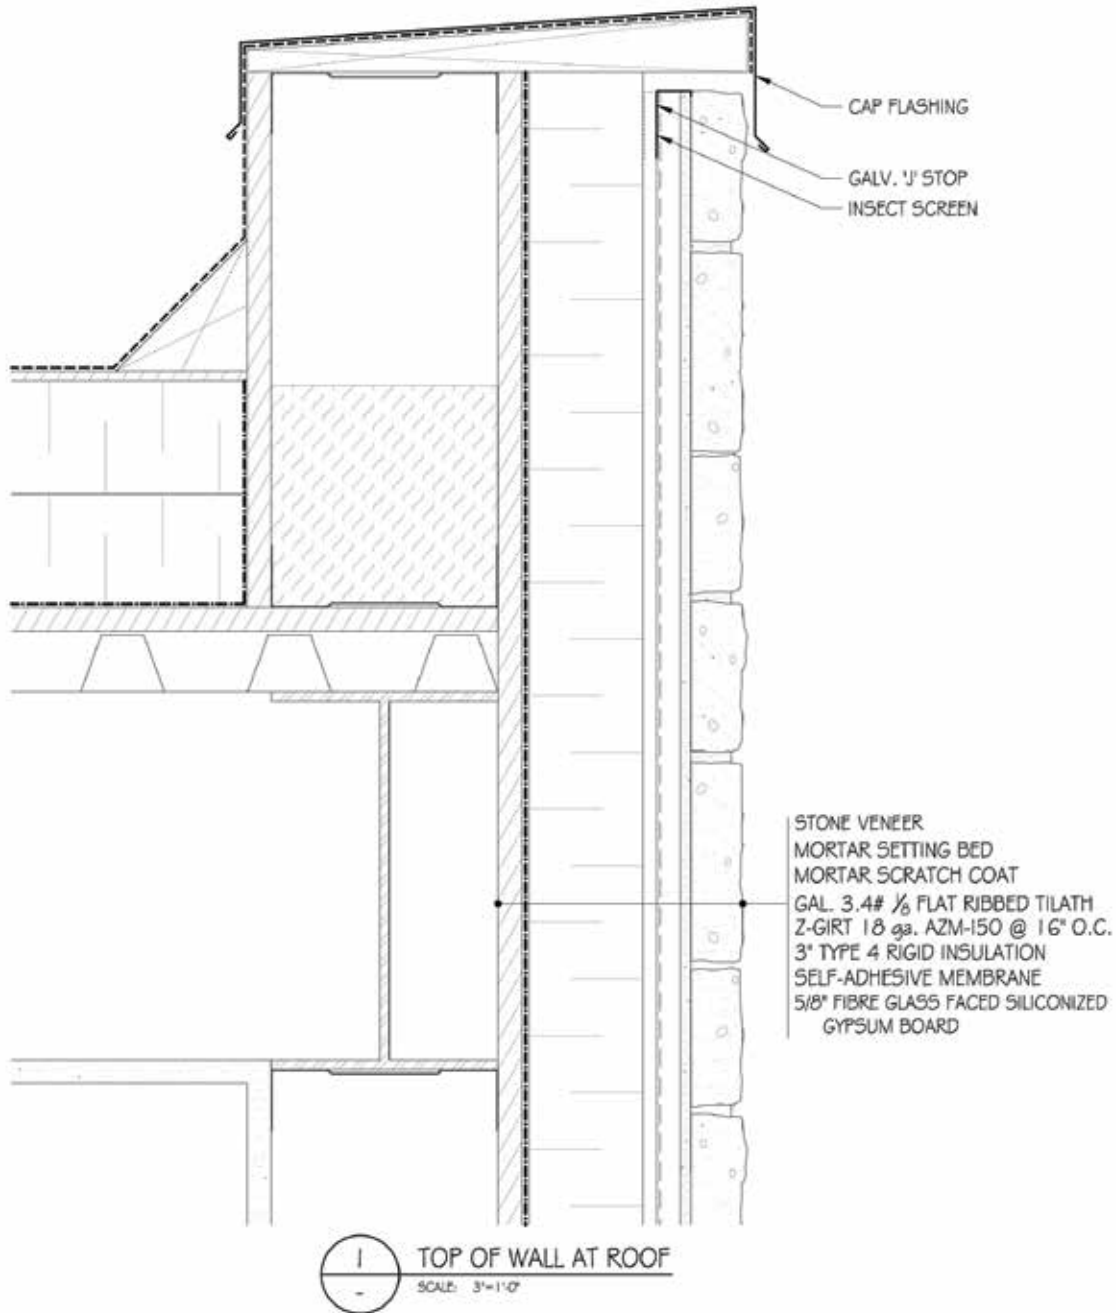 CAP FLASHING
GALV. 'J' STOP
INSECT SCREEN
STONE VENEER
MORTAR SETTING BED
MORTAR SCRATCH COAT
GAL. 3.4# 1/8 FLAT RIBBED TILATH
Z-GIRT 18 ga. AZM-150 @ 16" O.C.
3" TYPE 4 RIGID INSULATION
SELF-ADHESIVE MEMBRANE
5/8" FIBRE GLASS FACED SILICONIZED
GYPSUM BOARD
1
-
TOP OF WALL AT ROOF
SCALE: 3"=1'-0"